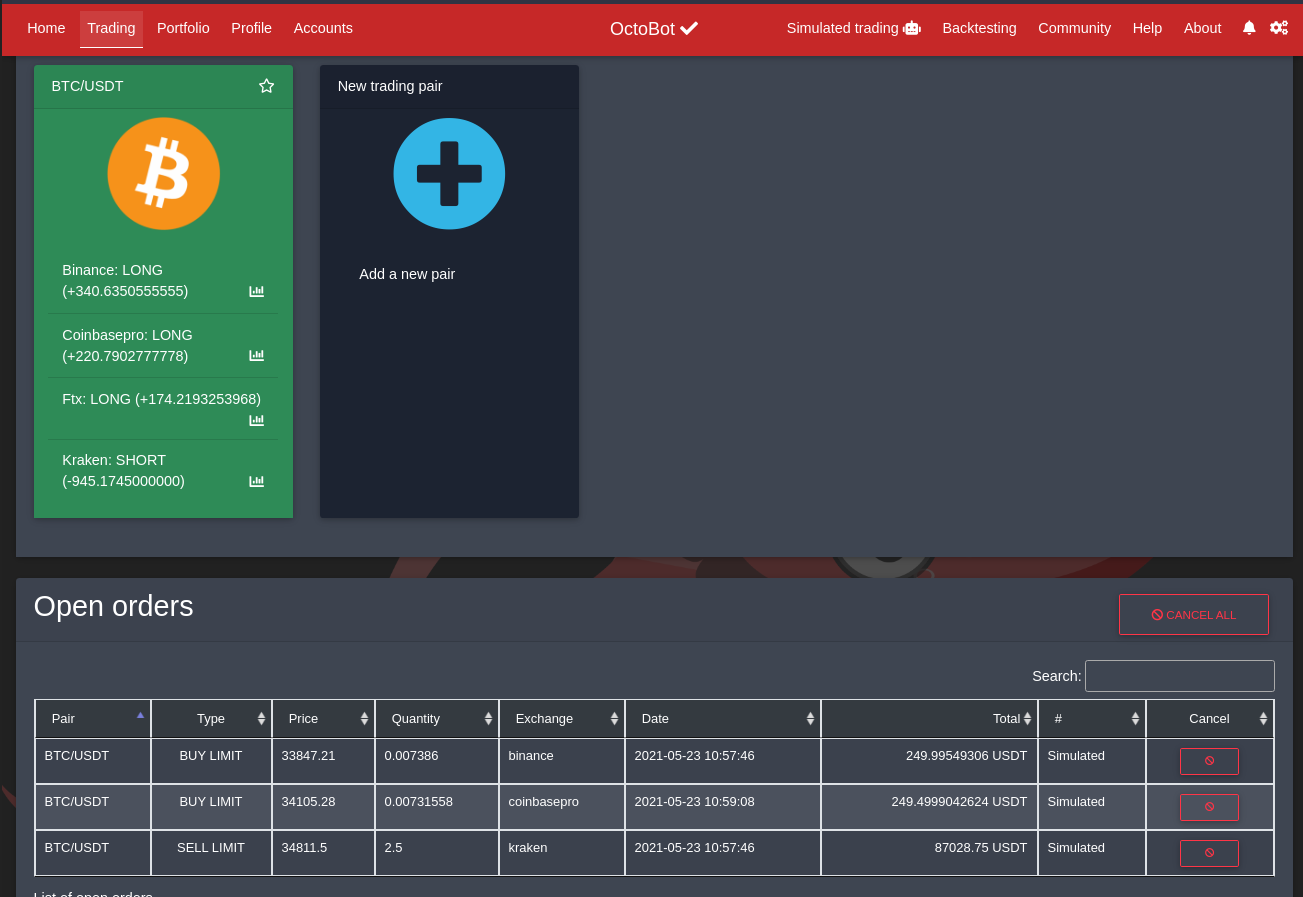 Home Trading Portfolio Profile Accounts OctoBot Simulated trading Backtesting Community Help About
BTC/USDT
Binance: LONG
(+340.6350555555)
Coinbasepro: LONG
(+220.7902777778)
Ftx: LONG (+174.2193253968)
Kraken: SHORT
(-945.1745000000)
New trading pair
Add a new pair
Open orders
CANCEL ALL
Search:
Pair Type Price Quantity Exchange Date Total # Cancel
BTC/USDT BUY LIMIT 33847.21 0.007386 binance 2021-05-23 10:57:46 249.99549306 USDT Simulated
BTC/USDT BUY LIMIT 34105.28 0.00731558 coinbasepro 2021-05-23 10:59:08 249.4999042624 USDT Simulated
BTC/USDT SELL LIMIT 34811.5 2.5 kraken 2021-05-23 10:57:46 87028.75 USDT Simulated
List of open orders